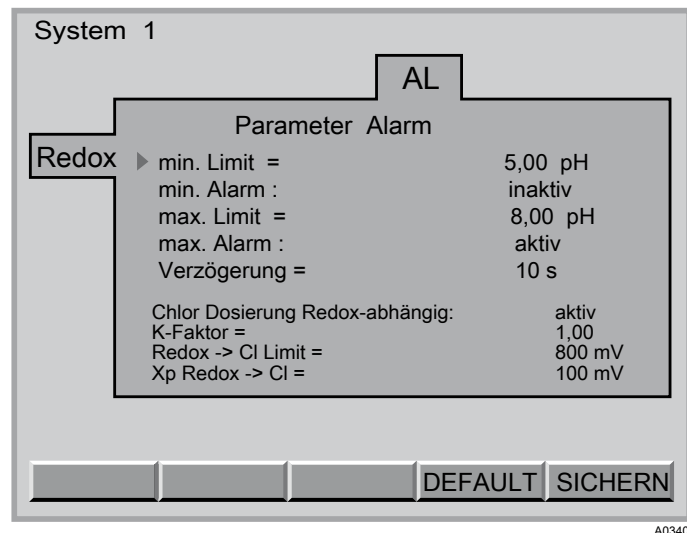 System 1
AL
Parameter Alarm
Redox
min. Limit = 5,00 pH
min. Alarm : inaktiv
max. Limit = 8,00 pH
max. Alarm : aktiv
Verzögerung = 10 s
Chlor Dosierung Redox-abhängig: aktiv
K-Faktor = 1,00
Redox -> Cl Limit = 800 mV
Xp Redox -> Cl = 100 mV
DEFAULT SICHERN
A0340